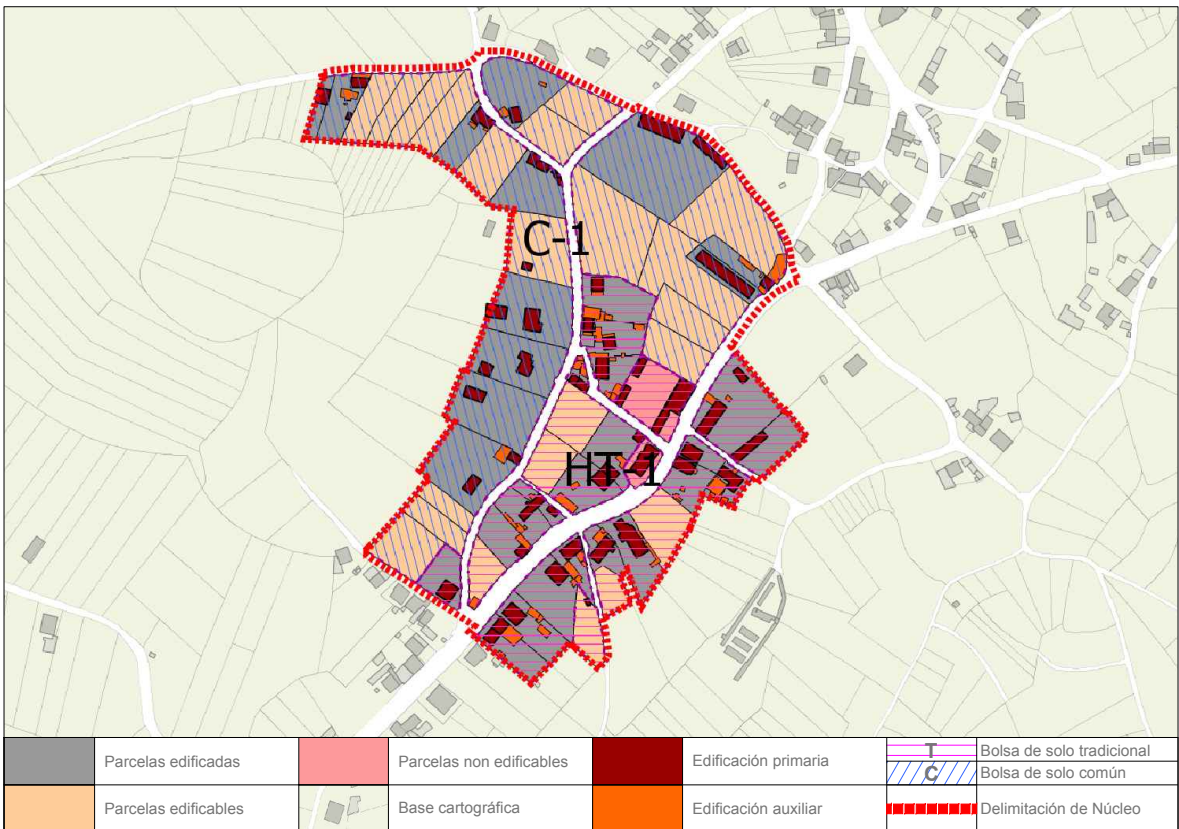 C-1
HT-1
Parcelas edificadas
Parcelas non edificables
Edificación primaria
T
Bolsa de solo tradicional
C
Bolsa de solo común
Parcelas edificables
Base cartográfica
Edificación auxiliar
Delimitación de Núcleo